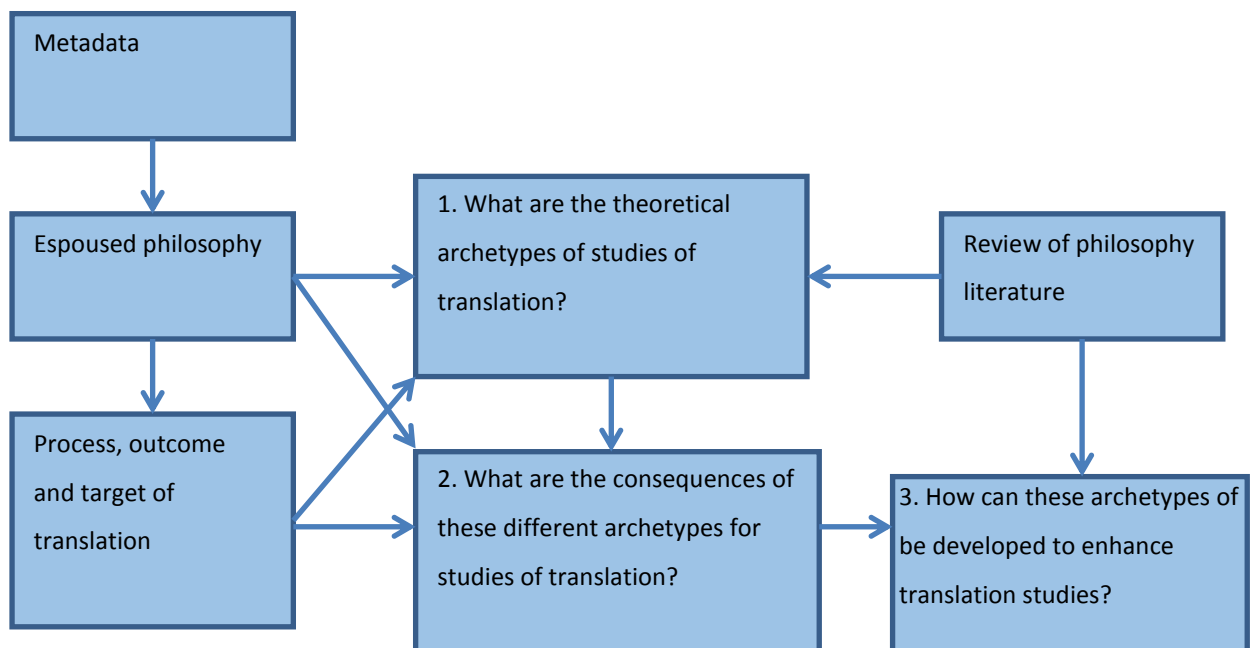 Metadata
Espoused philosophy
Process, outcome
and target of
translation
1. What are the theoretical
archetypes of studies of
translation?
2. What are the consequences of
these different archetypes for
studies of translation?
Review of philosophy
literature
3. How can these archetypes of
be developed to enhance
translation studies?